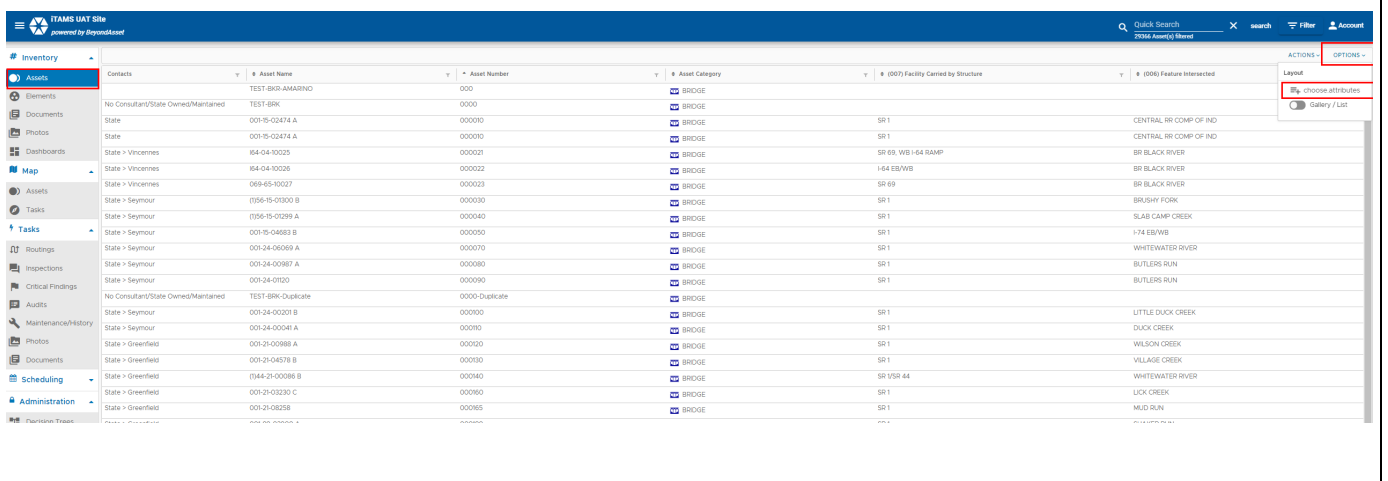 iTAMS UAT Site
powered by BeyondAsset
Quick Search
29366 Asset(s) filtered
search
Filter
Account
Inventory
Assets
Elements
Documents
Photos
Dashboards
Map
Assets
Tasks
Tasks
Routings
Inspections
Critical Findings
Audits
Maintenance/History
Photos
Documents
Scheduling
Administration
Decision Trees
ACTIONS
OPTIONS
Layout
choose.attributes
Gallery / List
Contacts Asset Name Asset Number Asset Category (007) Facility Carried by Structure (006) Feature Intersected
TEST-BKR-AMARINO 000 BRIDGE
No Consultant/State Owned/Maintained TEST-BRK 0000 BRIDGE
State 001-15-02474 A 000010 BRIDGE SR 1 CENTRAL RR COMP OF IND
State 001-15-02474 A 000010 BRIDGE SR 1 CENTRAL RR COMP OF IND
State > Vincennes I64-04-10025 000021 BRIDGE SR 69, WB I-64 RAMP BR BLACK RIVER
State > Vincennes I64-04-10026 000022 BRIDGE I-64 EB/WB BR BLACK RIVER
State > Vincennes 069-65-10027 000023 BRIDGE SR 69 BR BLACK RIVER
State > Seymour (1)56-15-01300 B 000030 BRIDGE SR 1 BRUSHY FORK
State > Seymour (1)56-15-01299 A 000040 BRIDGE SR 1 SLAB CAMP CREEK
State > Seymour 001-15-04683 B 000050 BRIDGE SR 1 I-74 EB/WB
State > Seymour 001-24-06069 A 000070 BRIDGE SR 1 WHITEWATER RIVER
State > Seymour 001-24-00987 A 000080 BRIDGE SR 1 BUTLERS RUN
State > Seymour 001-24-01120 000090 BRIDGE SR 1 BUTLERS RUN
No Consultant/State Owned/Maintained TEST-BRK-Duplicate 0000-Duplicate BRIDGE
State > Seymour 001-24-00201 B 000100 BRIDGE SR 1 LITTLE DUCK CREEK
State > Seymour 001-24-00041 A 000110 BRIDGE SR 1 DUCK CREEK
State > Greenfield 001-21-00988 A 000120 BRIDGE SR 1 WILSON CREEK
State > Greenfield 001-21-04578 B 000130 BRIDGE SR 1 VILLAGE CREEK
State > Greenfield (1)44-21-00086 B 000140 BRIDGE SR 1/SR 44 WHITEWATER RIVER
State > Greenfield 001-21-03230 C 000160 BRIDGE SR 1 LICK CREEK
State > Greenfield 001-21-08258 000165 BRIDGE SR 1 MUD RUN